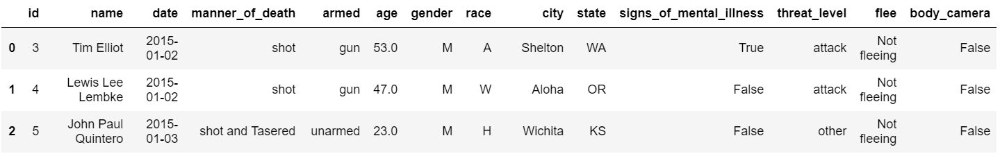 id name date manner_of_death armed age gender race city state signs_of_mental_illness threat_level flee body_camera
0 3 Tim Elliot 2015-01-02 shot gun 53.0 M A Shelton WA True attack Not fleeing False
1 4 Lewis Lee Lembke 2015-01-02 shot gun 47.0 M W Aloha OR False attack Not fleeing False
2 5 John Paul Quintero 2015-01-03 shot and Tasered unarmed 23.0 M H Wichita KS False other Not fleeing False